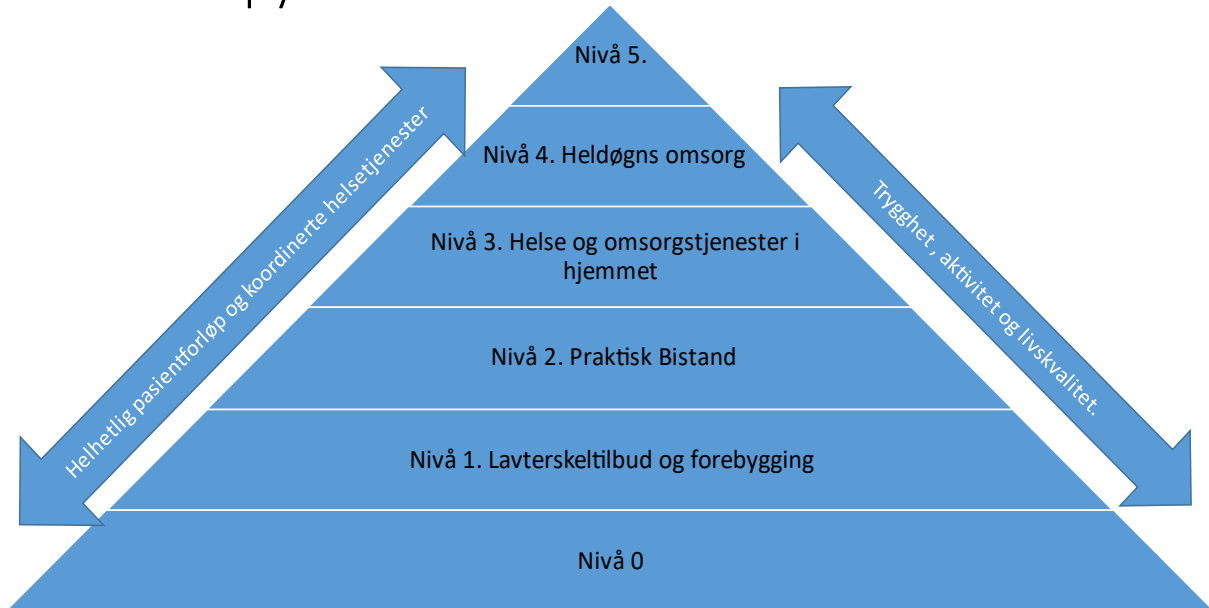 Nivå 5.
Nivå 4. Heldøgns omsorg
Nivå 3. Helse og omsorgstjenester i
hjemmet
Nivå 2. Praktisk Bistand
Nivå 1. Lavterskeltilbud og forebygging
Nivå 0
Helhetlig pasientforløp og koordinerte helsetjenester
Trygghet , aktivitet og livskvalitet.